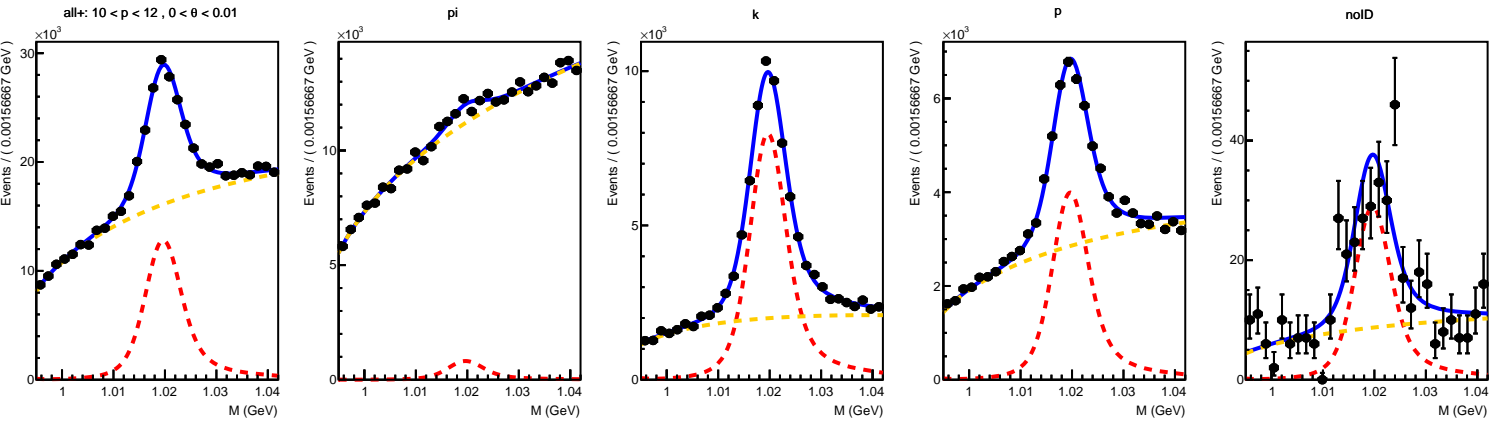 all+: 10 < p < 12 , 0 < θ < 0.01
×10³
Events / ( 0.00156667 GeV )
30
20
10
0
1 1.01 1.02 1.03 1.04
M (GeV)
pi
×10³
Events / ( 0.00156667 GeV )
10
5
0
1 1.01 1.02 1.03 1.04
M (GeV)
k
×10³
Events / ( 0.00156667 GeV )
10
5
0
1 1.01 1.02 1.03 1.04
M (GeV)
p
×10³
Events / ( 0.00156667 GeV )
6
4
2
0
1 1.01 1.02 1.03 1.04
M (GeV)
noID
Events / ( 0.00156667 GeV )
40
20
0
1 1.01 1.02 1.03 1.04
M (GeV)